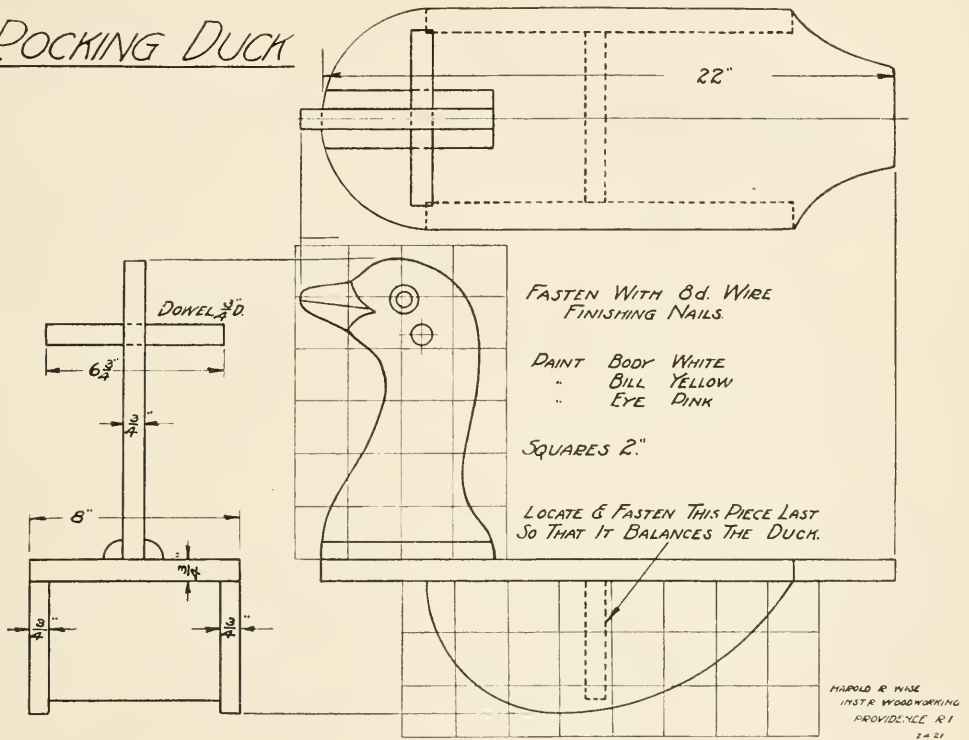 ROCKING DUCK
22"
DOWEL 3/4" D.
6 3/4"
3/4"
8"
3/4"
3/4"
3/4"
FASTEN WITH 8d. WIRE
FINISHING NAILS.
PAINT BODY WHITE
" BILL YELLOW
" EYE PINK
SQUARES 2".
LOCATE & FASTEN THIS PIECE LAST
SO THAT IT BALANCES THE DUCK.
HAROLD R WISE
INSTR WOODWORKING
PROVIDENCE RI